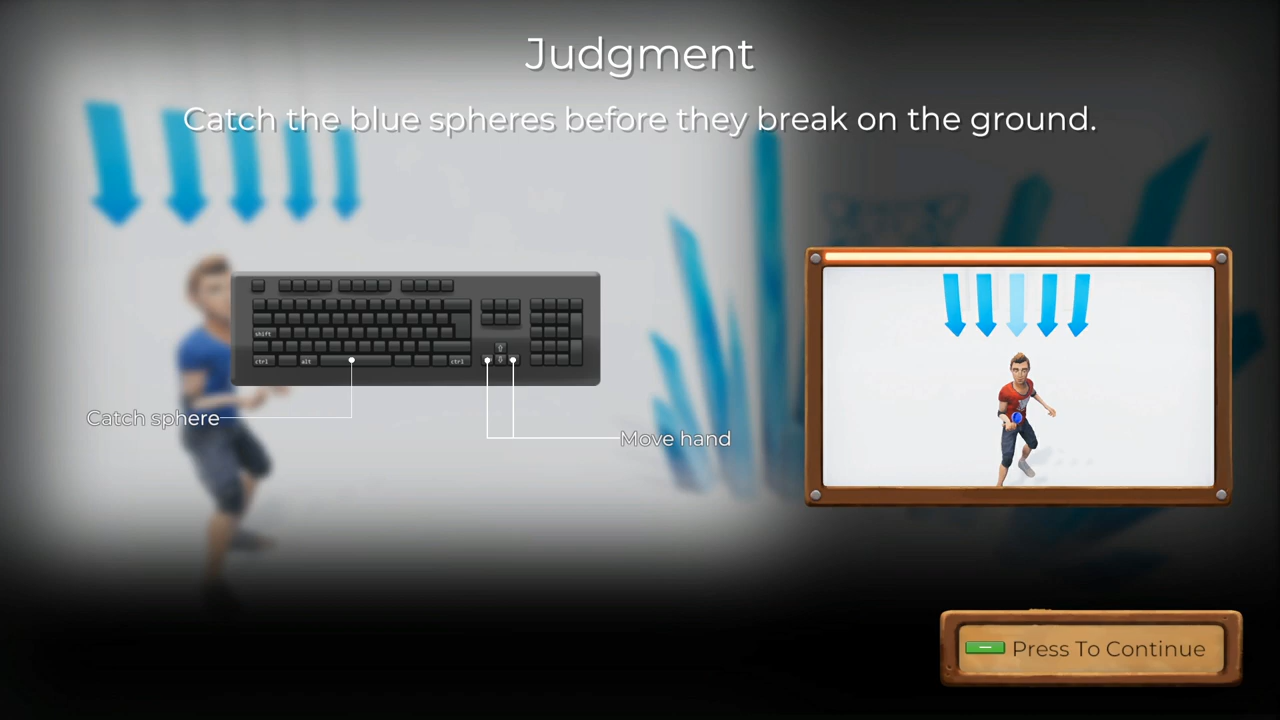 Judgment
Catch the blue spheres before they break on the ground.
shift
ctrl
alt
ctrl
Catch sphere
Move hand
Press To Continue